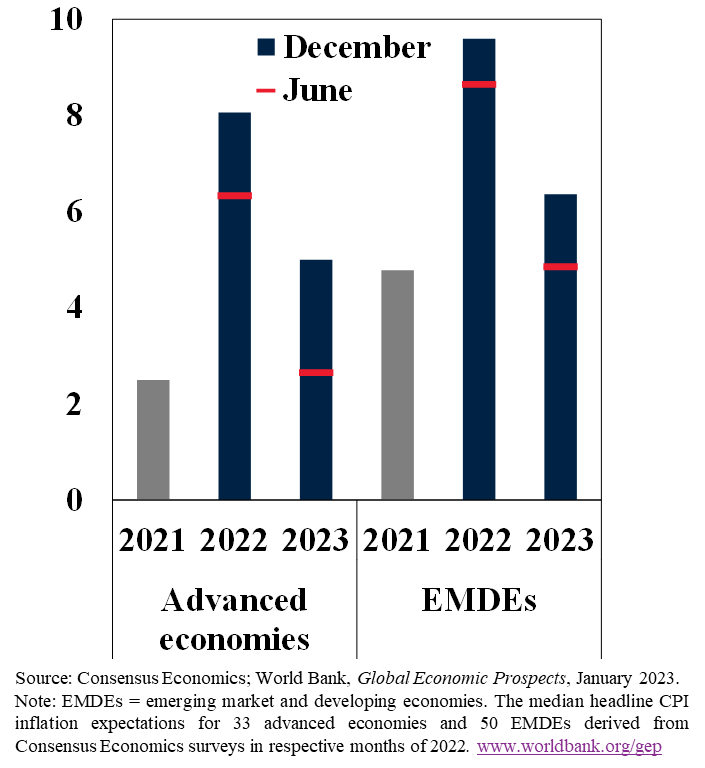 10
December
June
8
6
4
2
0
2021 2022 2023 2021 2022 2023
Advanced economies
EMDEs
Source: Consensus Economics; World Bank, Global Economic Prospects, January 2023.
Note: EMDEs = emerging market and developing economies. The median headline CPI
inflation expectations for 33 advanced economies and 50 EMDEs derived from
Consensus Economics surveys in respective months of 2022. www.worldbank.org/gep